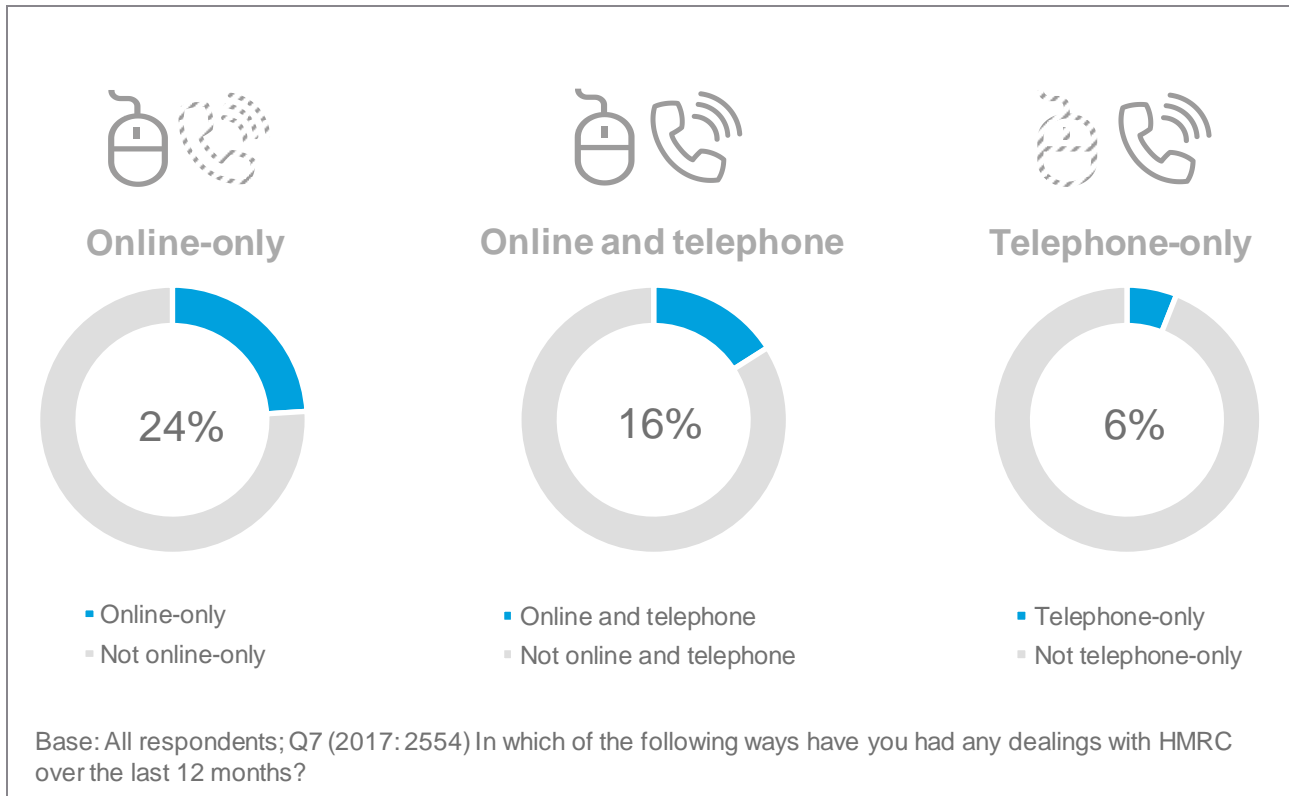 Online-only
Online and telephone
Telephone-only
24%
16%
6%
Online-only
Not online-only
Online and telephone
Not online and telephone
Telephone-only
Not telephone-only
Base: All respondents; Q7 (2017: 2554) In which of the following ways have you had any dealings with HMRC
over the last 12 months?